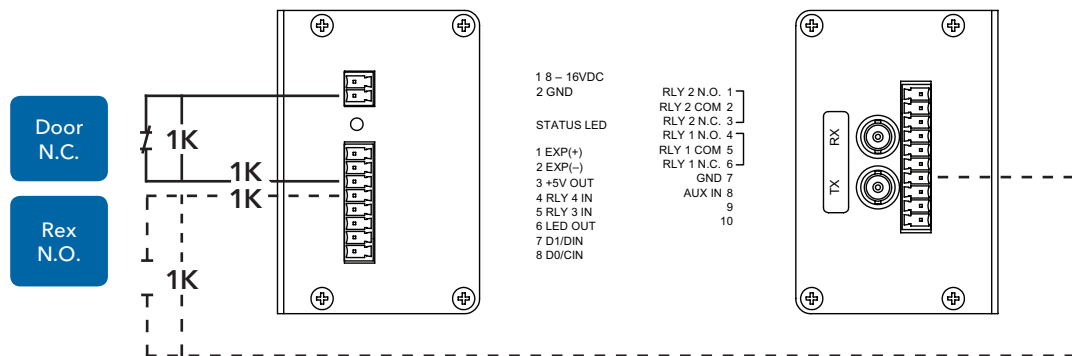 Door
N.C.
1K
1K
1K
Rex
N.O.
1K
1 8 – 16VDC
2 GND
STATUS LED
1 EXP(+)
2 EXP(–)
3 +5V OUT
4 RLY 4 IN
5 RLY 3 IN
6 LED OUT
7 D1/DIN
8 D0/CIN
RLY 2 N.O. 1
RLY 2 COM 2
RLY 2 N.C. 3
RLY 1 N.O. 4
RLY 1 COM 5
RLY 1 N.C. 6
GND 7
AUX IN 8
9
10
RX
TX